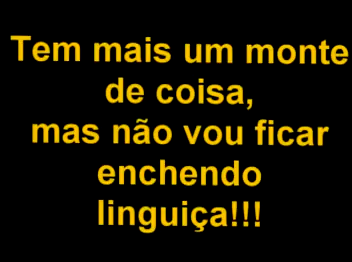 Tem mais um monte
de coisa,
mas não vou ficar
enchendo
linguiça!!!